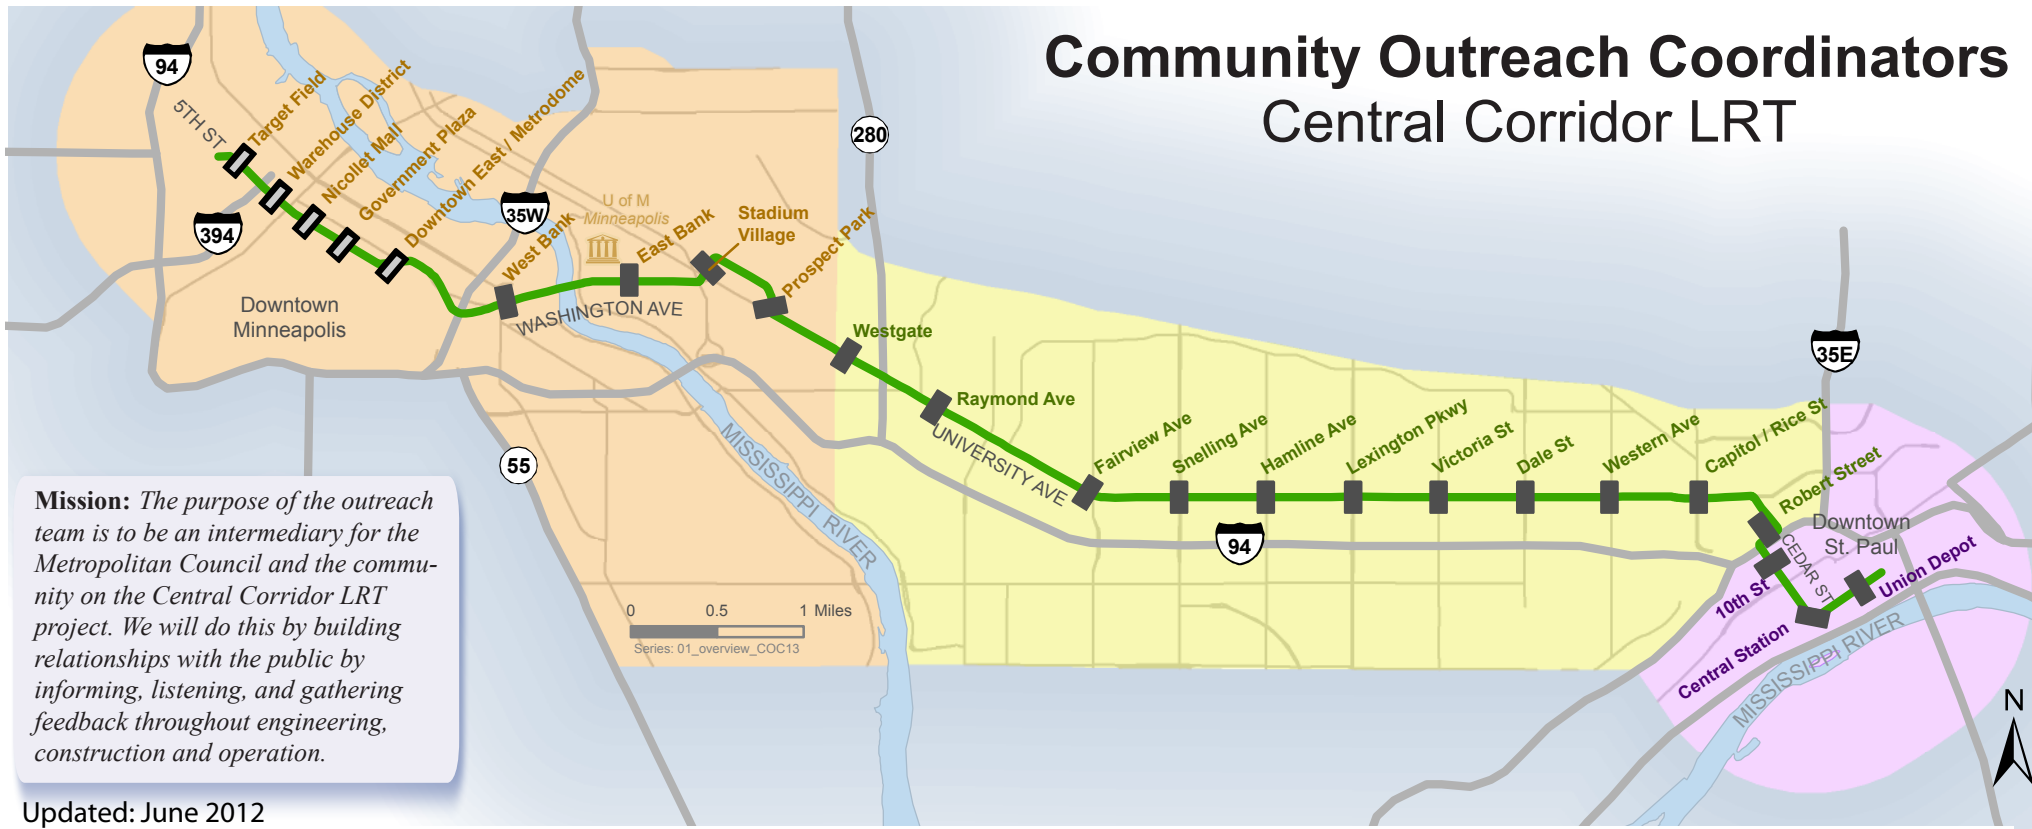 Community Outreach Coordinators
Central Corridor LRT
94
5TH ST
Target Field
Warehouse District
Nicollet Mall
Government Plaza
Downtown East / Metrodome
394
35W
West Bank
U of M
Minneapolis
East Bank
Stadium
Village
Prospect Park
280
Downtown
Minneapolis
WASHINGTON AVE
Westgate
Raymond Ave
UNIVERSITY AVE
Fairview Ave
Snelling Ave
Hamline Ave
Lexington Pkwy
Victoria St
Dale St
Western Ave
Capitol / Rice St
35E
Robert Street
Downtown
St. Paul
CEDAR ST
10th St
Union Depot
Central Station
MISSISSIPPI RIVER
MISSISSIPPI RIVER
55
94
0 0.5 1 Miles
Series: 01_overview_COC13
N
Mission: The purpose of the outreach
team is to be an intermediary for the
Metropolitan Council and the commu-
nity on the Central Corridor LRT
project. We will do this by building
relationships with the public by
informing, listening, and gathering
feedback throughout engineering,
construction and operation.
Updated: June 2012